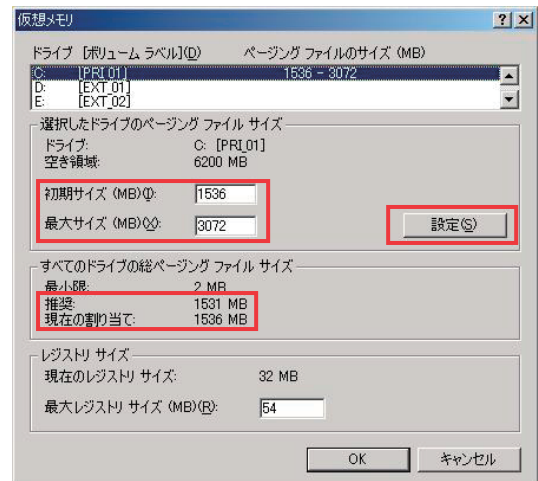 仮想メモリ
ドライブ [ボリューム ラベル](D) ページング ファイルのサイズ (MB)
C: [PRI_01] 1536 - 3072
D: [EXT_01]
E: [EXT_02]
選択したドライブのページング ファイル サイズ
ドライブ: C: [PRI_01]
空き領域: 6200 MB
初期サイズ (MB)(I): 1536
最大サイズ (MB)(X): 3072
設定(S)
すべてのドライブの総ページング ファイル サイズ
最小限: 2 MB
推奨: 1531 MB
現在の割り当て: 1536 MB
レジストリ サイズ
現在のレジストリ サイズ: 32 MB
最大レジストリ サイズ (MB)(R): 54
OK キャンセル